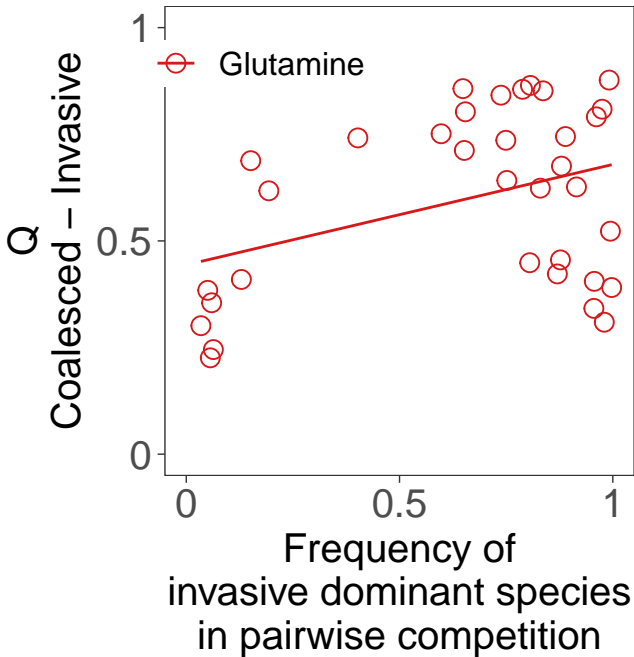 Q
Coalesced – Invasive
1
0.5
0
Glutamine
0 0.5 1
Frequency of
invasive dominant species
in pairwise competition